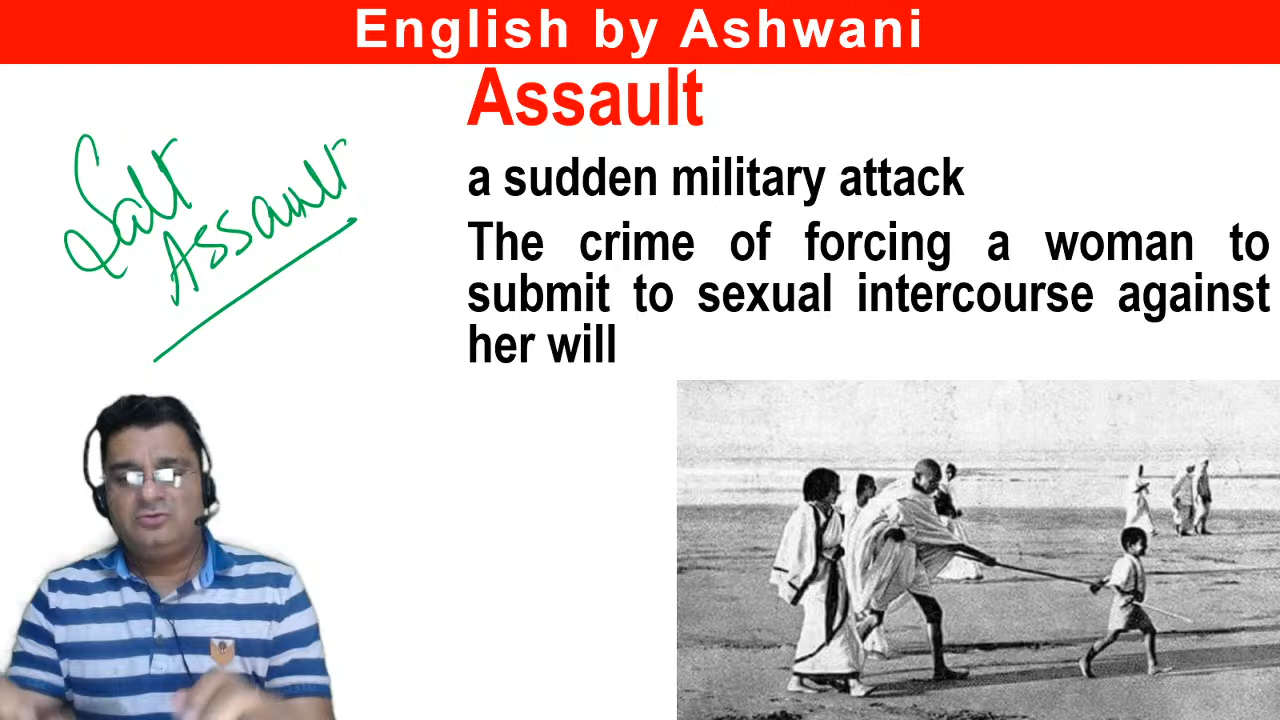 English by Ashwani
Assault
a sudden military attack
The crime of forcing a woman to
submit to sexual intercourse against
her will
Salt
Assault